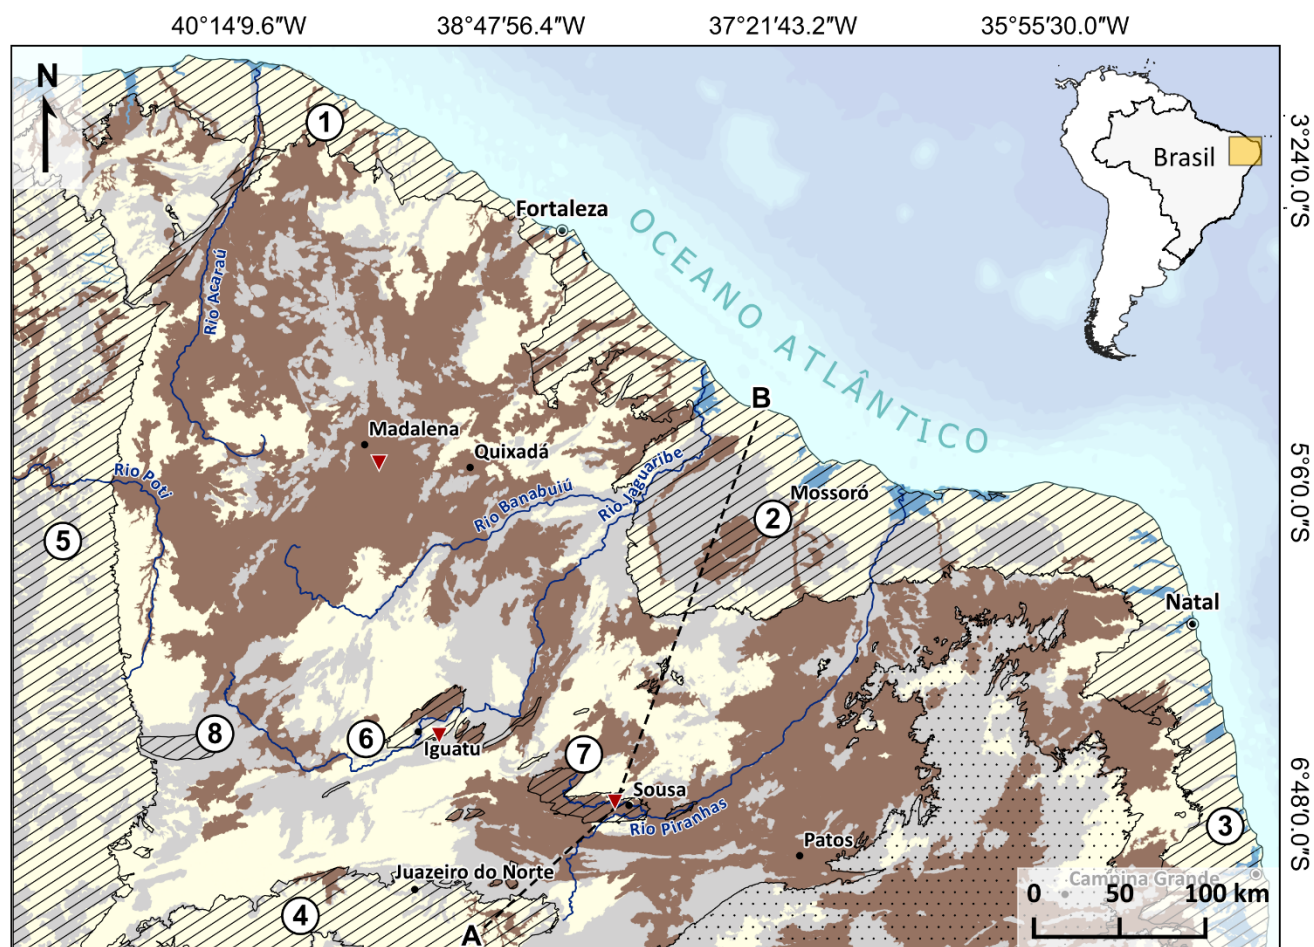 40°14'9.6"W 38°47'56.4"W 37°21'43.2"W 35°55'30.0"W
N
1
Brasil
3°24'0.0"S
Fortaleza
OCEANO ATLÂNTICO
Rio Acaraú
B
Madalena
Quixadá
Rio Poti
Rio Banabuiú
Rio Jaguaribe
Mossoró
2
5°6'0.0"S
5
Natal
8
6
Iguatu
7
Sousa
Rio Piranhas
6°48'0.0"S
3
Patos
Juazeiro do Norte
Campina Grande
0 50 100 km
4
A